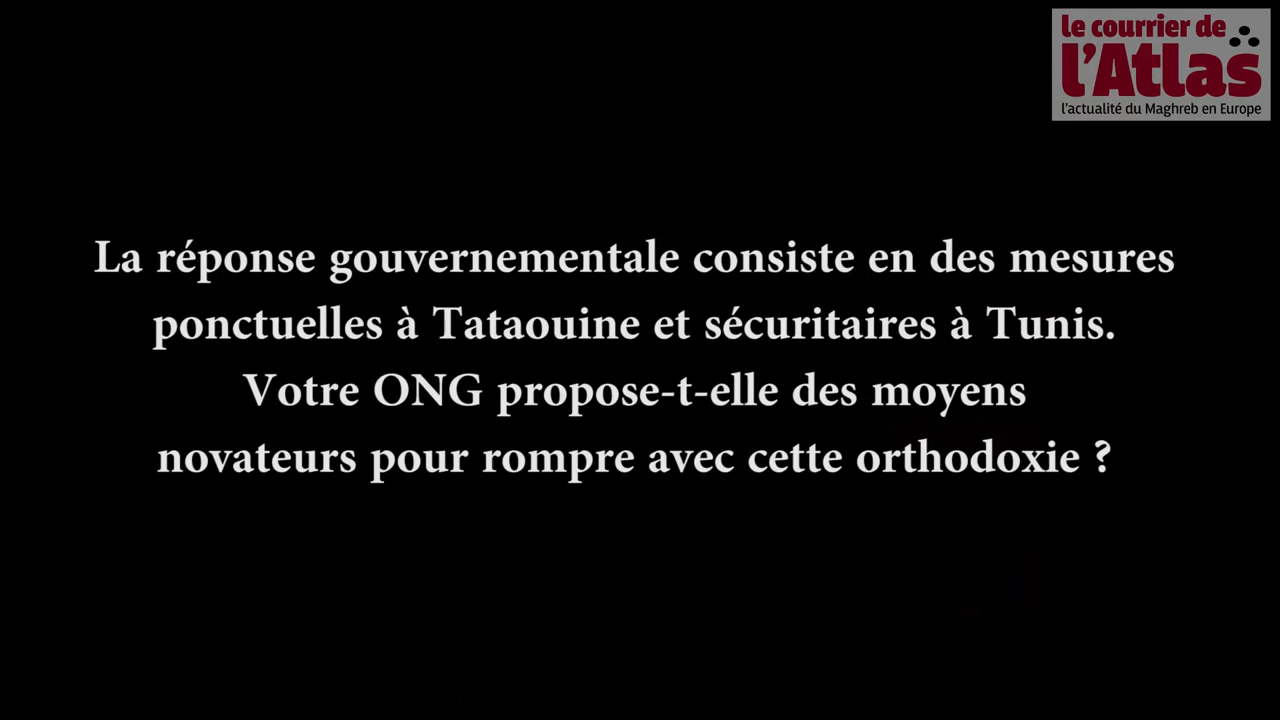 le courrier de
l'Atlas
l'actualité du Maghreb en Europe
La réponse gouvernementale consiste en des mesures
ponctuelles à Tataouine et sécuritaires à Tunis.
Votre ONG propose-t-elle des moyens
novateurs pour rompre avec cette orthodoxie ?